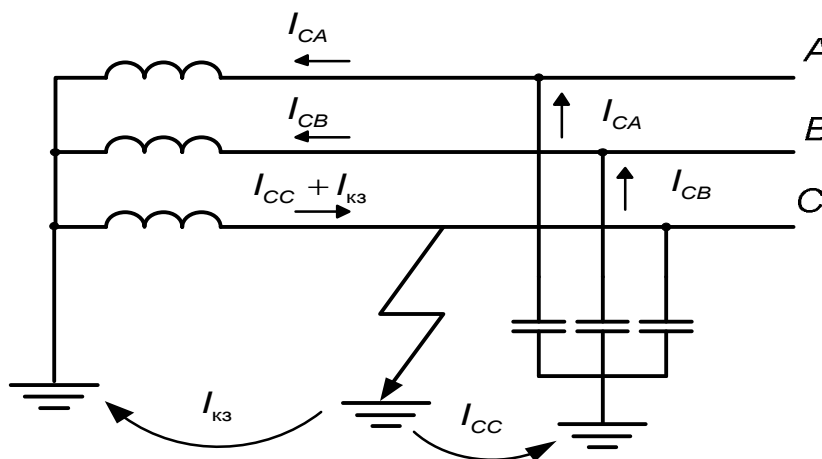 I_CA
A
I_CB
I_CA
B
I_CC + I_кз
I_CB
C
I_кз
I_CC